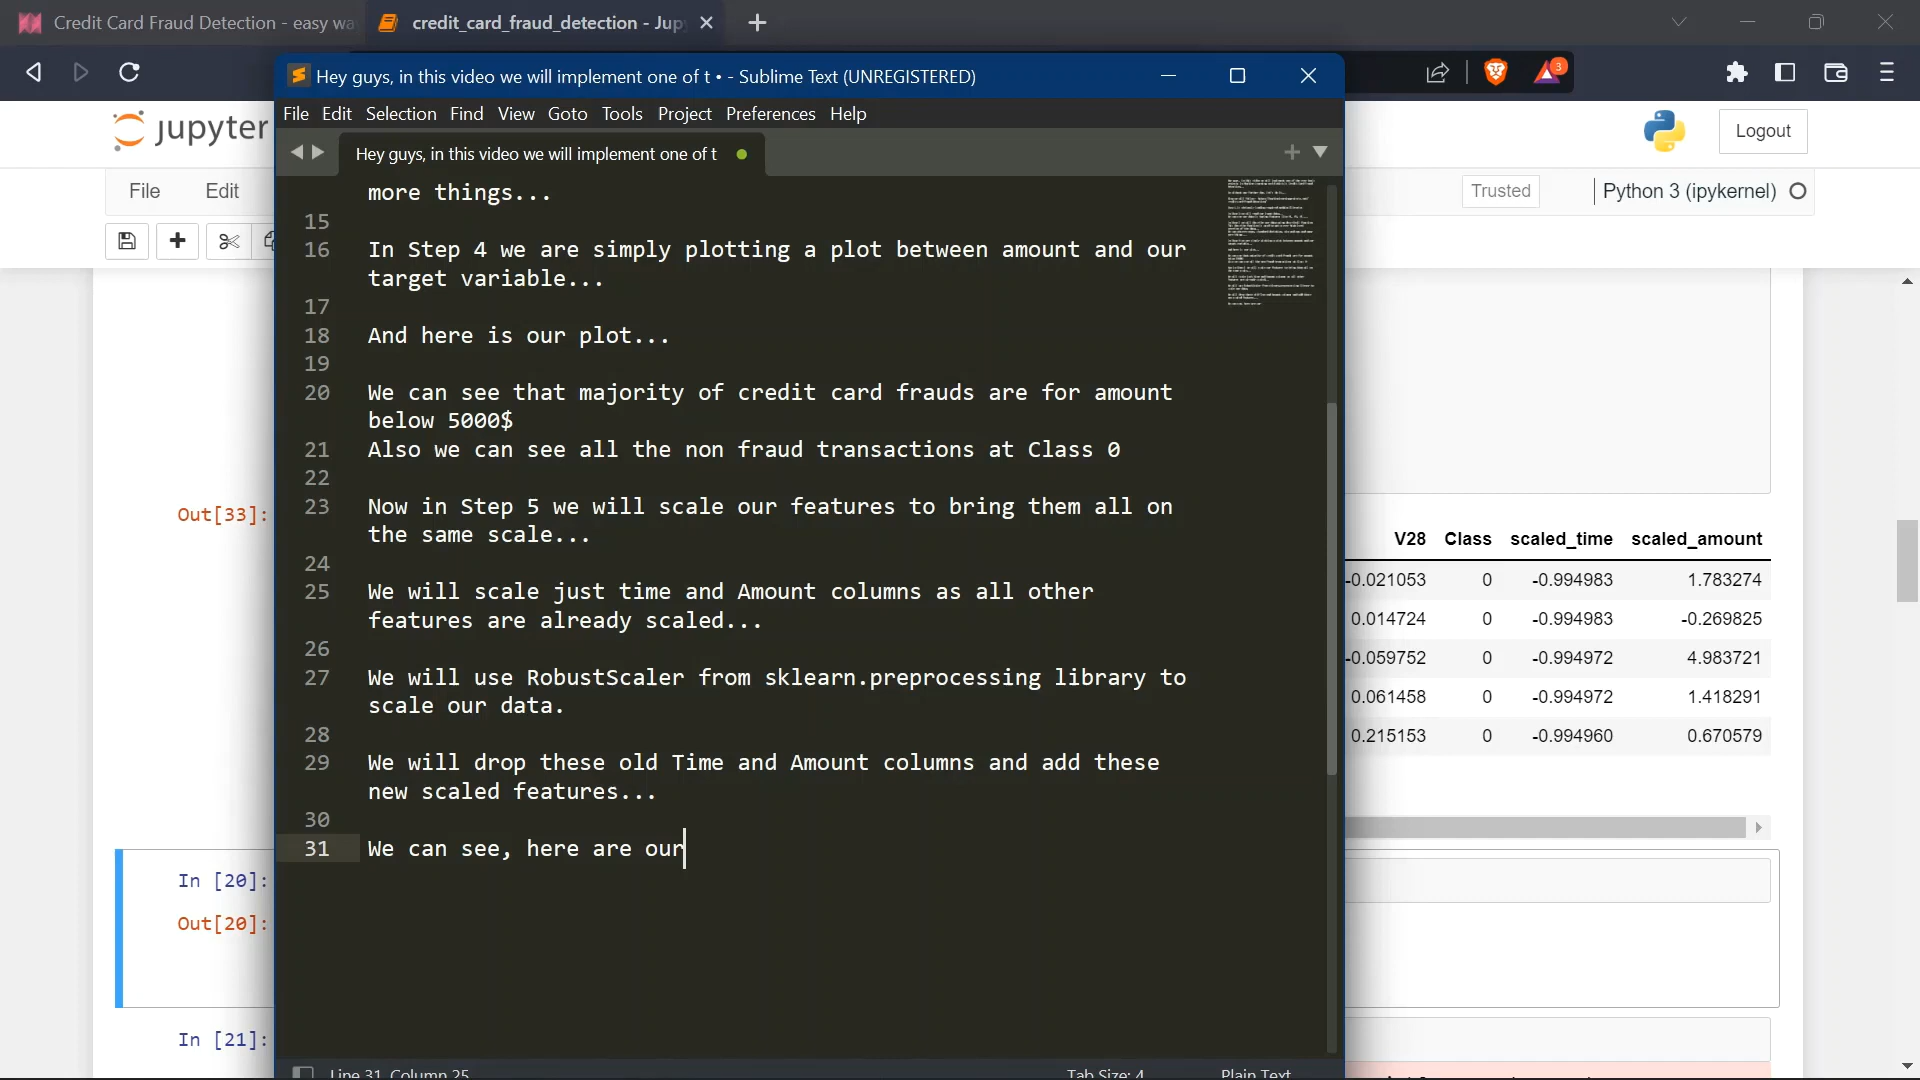 Credit Card Fraud Detection - easy wa
credit_card_fraud_detection - Jup
3
Hey guys, in this video we will implement one of t • - Sublime Text (UNREGISTERED)
File Edit Selection Find View Goto Tools Project Preferences Help
Hey guys, in this video we will implement one of t
jupyter
Logout
File Edit
Trusted
Python 3 (ipykernel)
more things...
15
16 In Step 4 we are simply plotting a plot between amount and our
target variable...
17
18 And here is our plot...
19
20 We can see that majority of credit card frauds are for amount
below 5000$
21 Also we can see all the non fraud transactions at Class 0
22
23 Now in Step 5 we will scale our features to bring them all on
the same scale...
24
25 We will scale just time and Amount columns as all other
features are already scaled...
26
27 We will use RobustScaler from sklearn.preprocessing library to
scale our data.
28
29 We will drop these old Time and Amount columns and add these
new scaled features...
30
31 We can see, here are our
Line 31, Column 25
Tab Size: 4
Plain Text
Out[33]:
V28 Class scaled_time scaled_amount
-0.021053 0 -0.994983 1.783274
0.014724 0 -0.994983 -0.269825
-0.059752 0 -0.994972 4.983721
0.061458 0 -0.994972 1.418291
0.215153 0 -0.994960 0.670579
In [20]:
Out[20]:
In [21]: